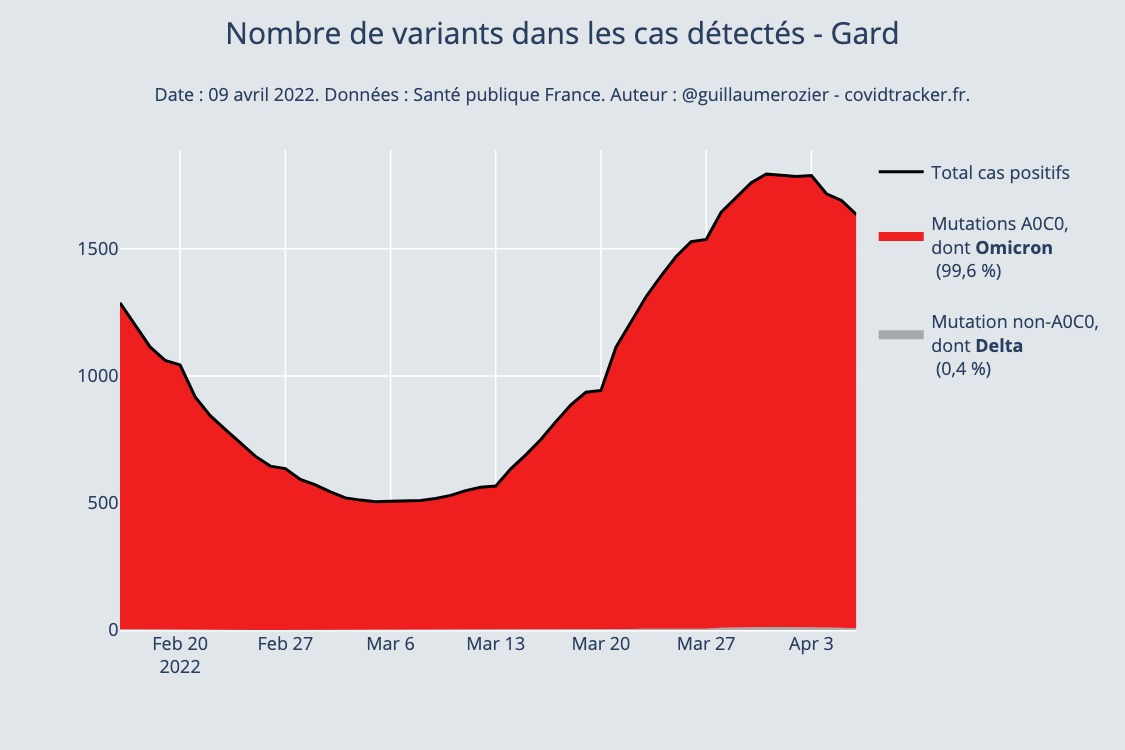 Nombre de variants dans les cas détectés - Gard
Date : 09 avril 2022. Données : Santé publique France. Auteur : @guillaumerozier - covidtracker.fr.
Total cas positifs
Mutations A0C0,
dont Omicron
(99,6 %)
Mutation non-A0C0,
dont Delta
(0,4 %)
1500
1000
500
0
Feb 20
2022
Feb 27
Mar 6
Mar 13
Mar 20
Mar 27
Apr 3